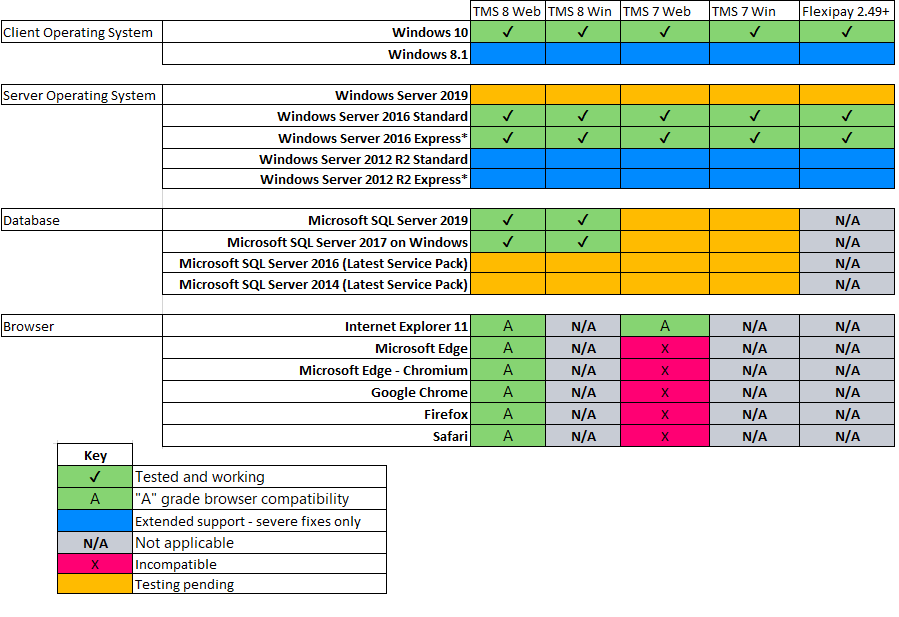 TMS 8 Web TMS 8 Win TMS 7 Web TMS 7 Win Flexipay 2.49+
Client Operating System Windows 10 ✓ ✓ ✓ ✓ ✓
Windows 8.1
Server Operating System Windows Server 2019
Windows Server 2016 Standard ✓ ✓ ✓ ✓ ✓
Windows Server 2016 Express* ✓ ✓ ✓ ✓ ✓
Windows Server 2012 R2 Standard
Windows Server 2012 R2 Express*
Database Microsoft SQL Server 2019 ✓ ✓ N/A
Microsoft SQL Server 2017 on Windows ✓ ✓ N/A
Microsoft SQL Server 2016 (Latest Service Pack) N/A
Microsoft SQL Server 2014 (Latest Service Pack) N/A
Browser Internet Explorer 11 A N/A A N/A N/A
Microsoft Edge A N/A X N/A N/A
Microsoft Edge - Chromium A N/A X N/A N/A
Google Chrome A N/A X N/A N/A
Firefox A N/A X N/A N/A
Safari A N/A X N/A N/A
Key
✓ Tested and working
A "A" grade browser compatibility
Extended support - severe fixes only
N/A Not applicable
X Incompatible
Testing pending